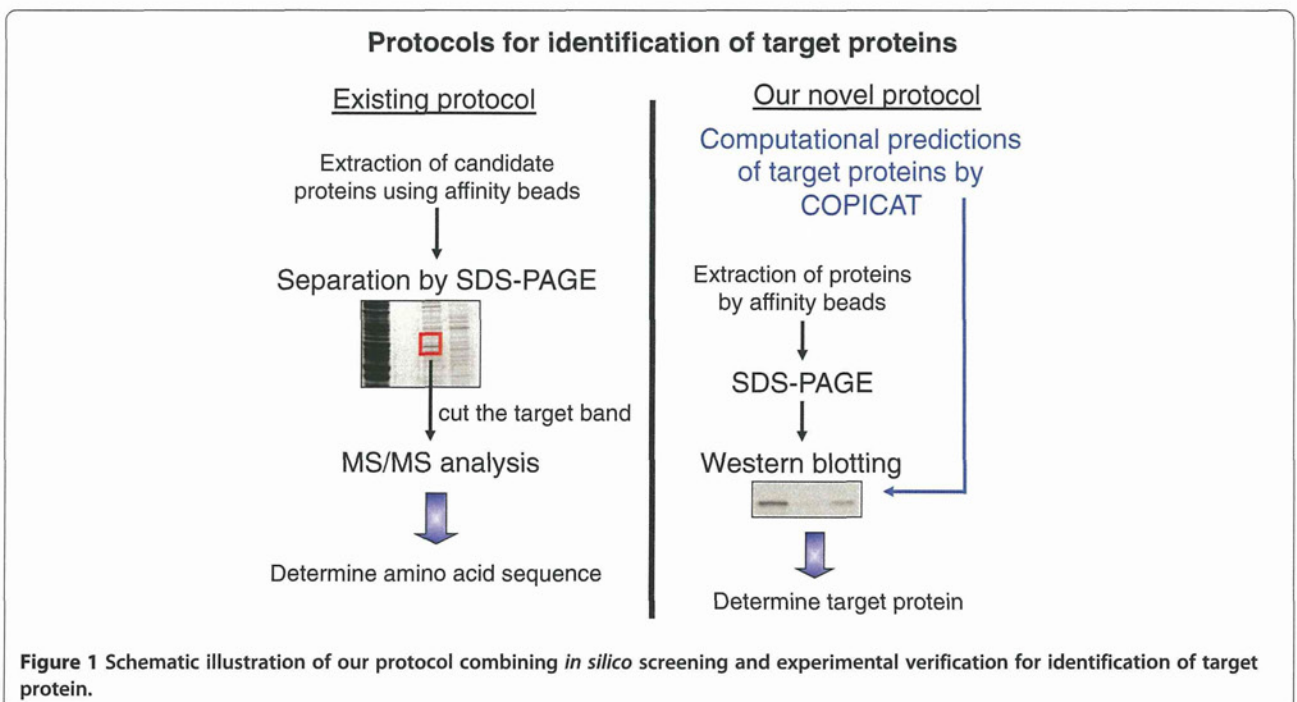 Protocols for identification of target proteins
Existing protocol
Extraction of candidate
proteins using affinity beads
Separation by SDS-PAGE
cut the target band
MS/MS analysis
Determine amino acid sequence
Our novel protocol
Computational predictions
of target proteins by
COPICAT
Extraction of proteins
by affinity beads
SDS-PAGE
Western blotting
Determine target protein
Figure 1 Schematic illustration of our protocol combining in silico screening and experimental verification for identification of target
protein.